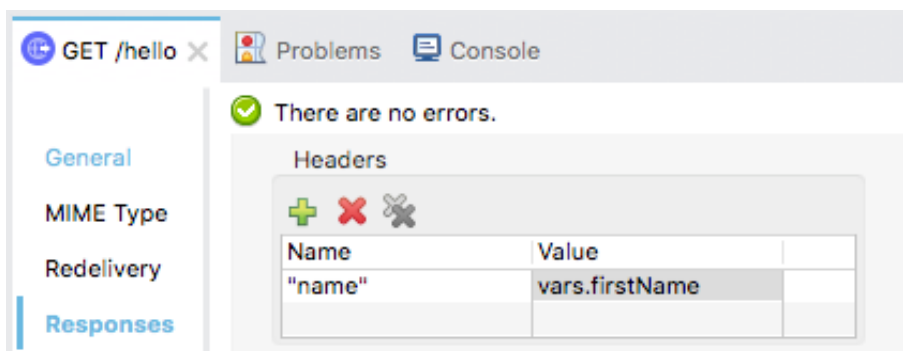 GET /hello Problems Console
There are no errors.
General
Headers
MIME Type
Name Value
Redelivery
"name" vars.firstName
Responses